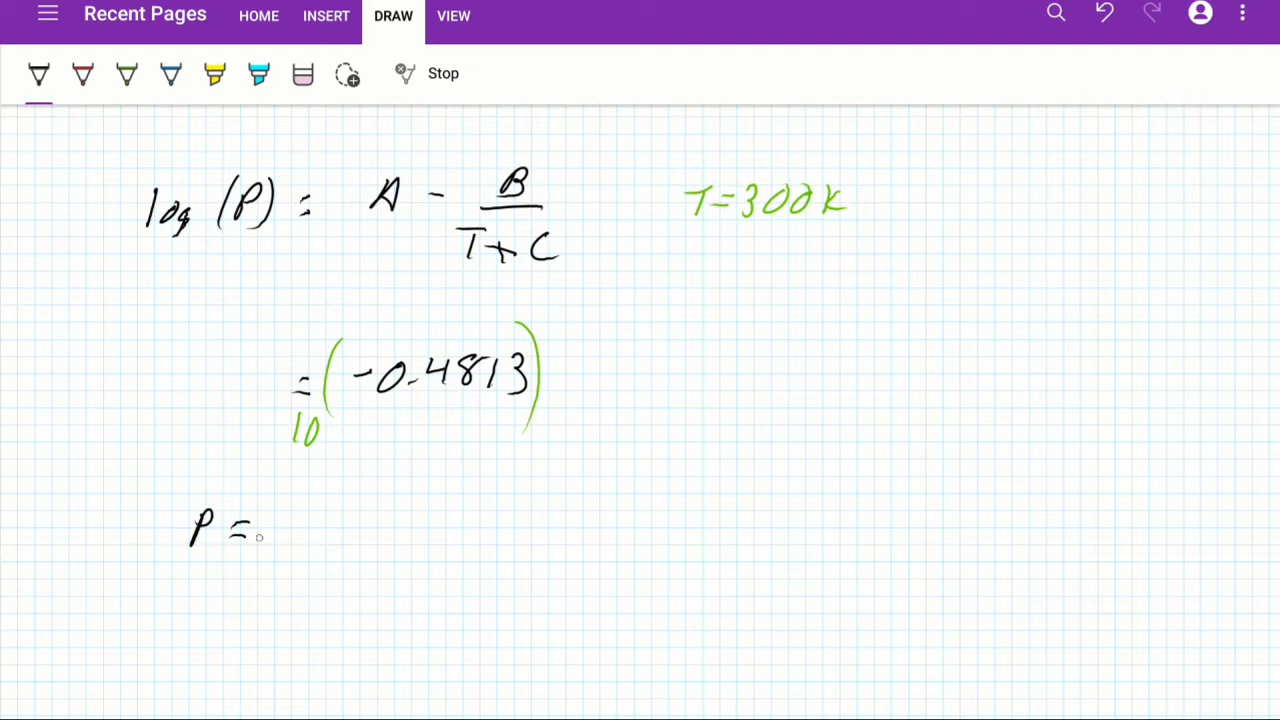 Recent Pages HOME INSERT DRAW VIEW
Stop
log (P) = A - B / T+C T=300K
= (-0.4813)
10
P =